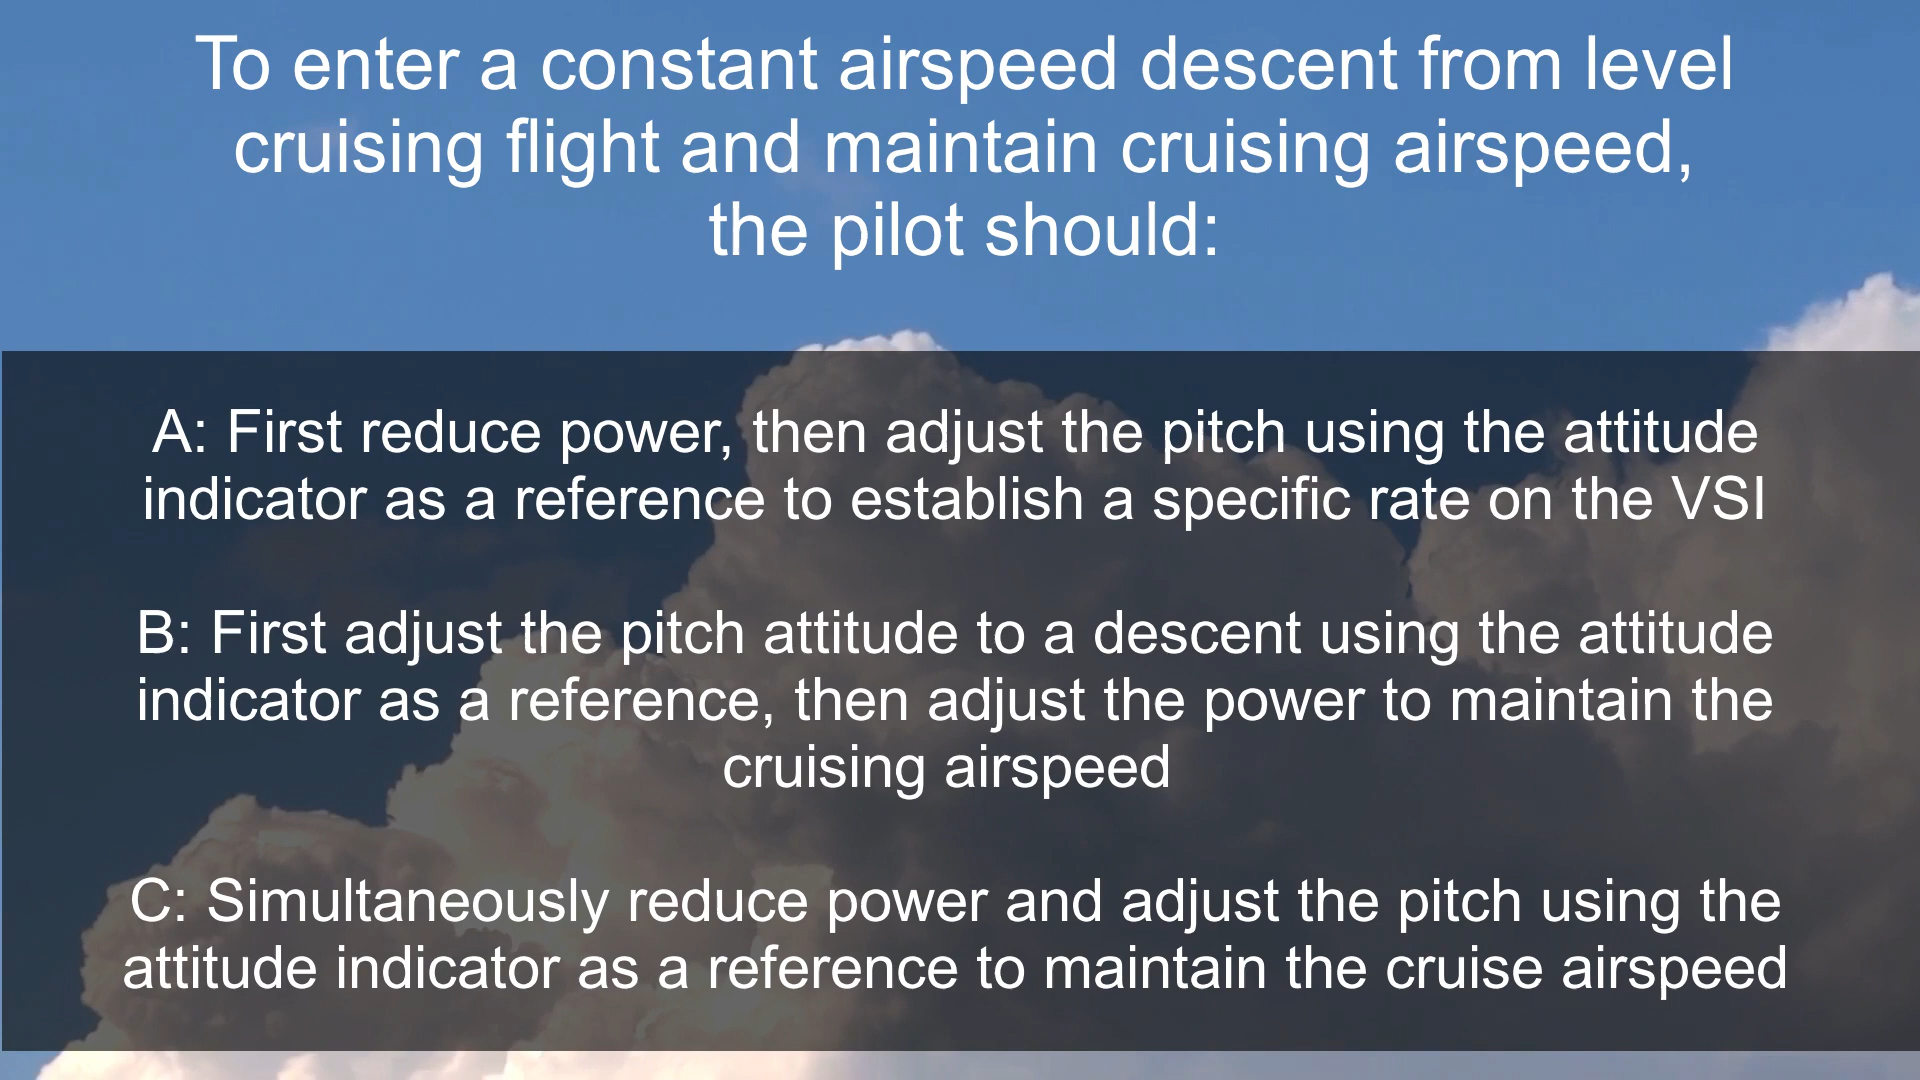 To enter a constant airspeed descent from level
cruising flight and maintain cruising airspeed,
the pilot should:
A: First reduce power, then adjust the pitch using the attitude
indicator as a reference to establish a specific rate on the VSI
B: First adjust the pitch attitude to a descent using the attitude
indicator as a reference, then adjust the power to maintain the
cruising airspeed
C: Simultaneously reduce power and adjust the pitch using the
attitude indicator as a reference to maintain the cruise airspeed